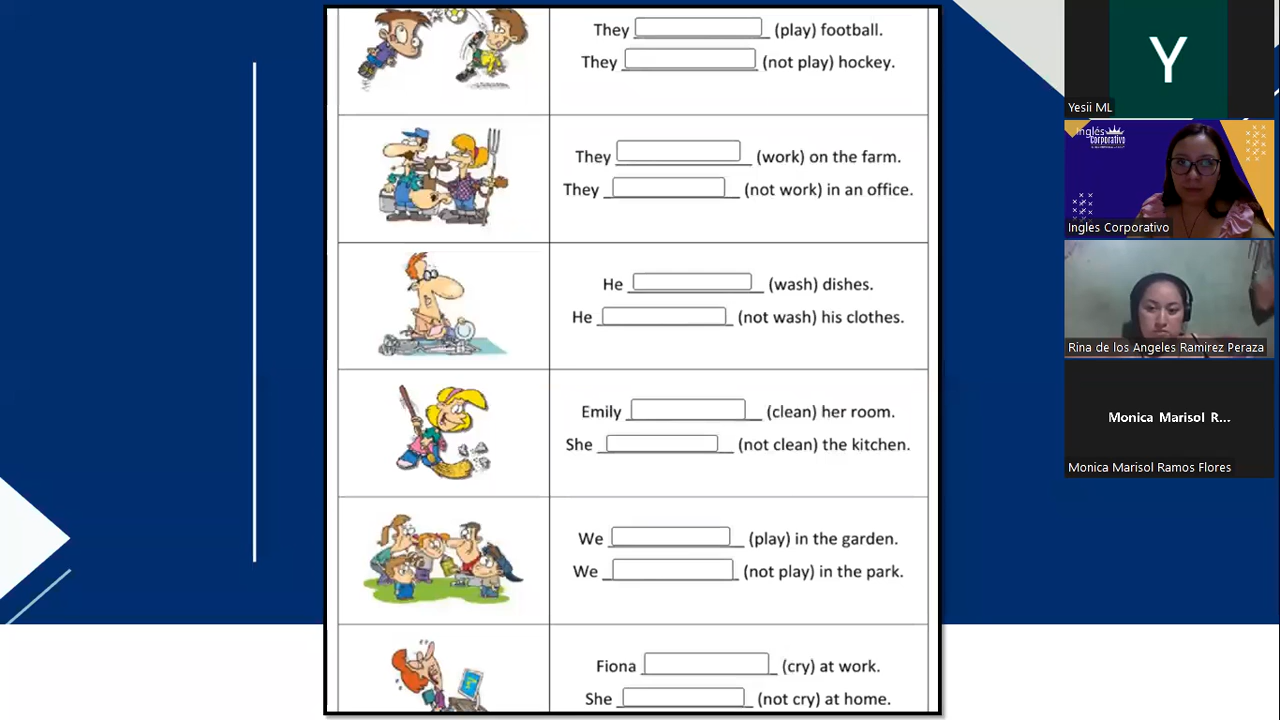 They (play) football.
They (not play) hockey.
They (work) on the farm.
They (not work) in an office.
He (wash) dishes.
He (not wash) his clothes.
Emily (clean) her room.
She (not clean) the kitchen.
We (play) in the garden.
We (not play) in the park.
Fiona (cry) at work.
She (not cry) at home.
Y
Yesii ML
Inglés
Corporativo
Ingles Corporativo
Rina de los Angeles Ramirez Peraza
Monica Marisol R...
Monica Marisol Ramos Flores